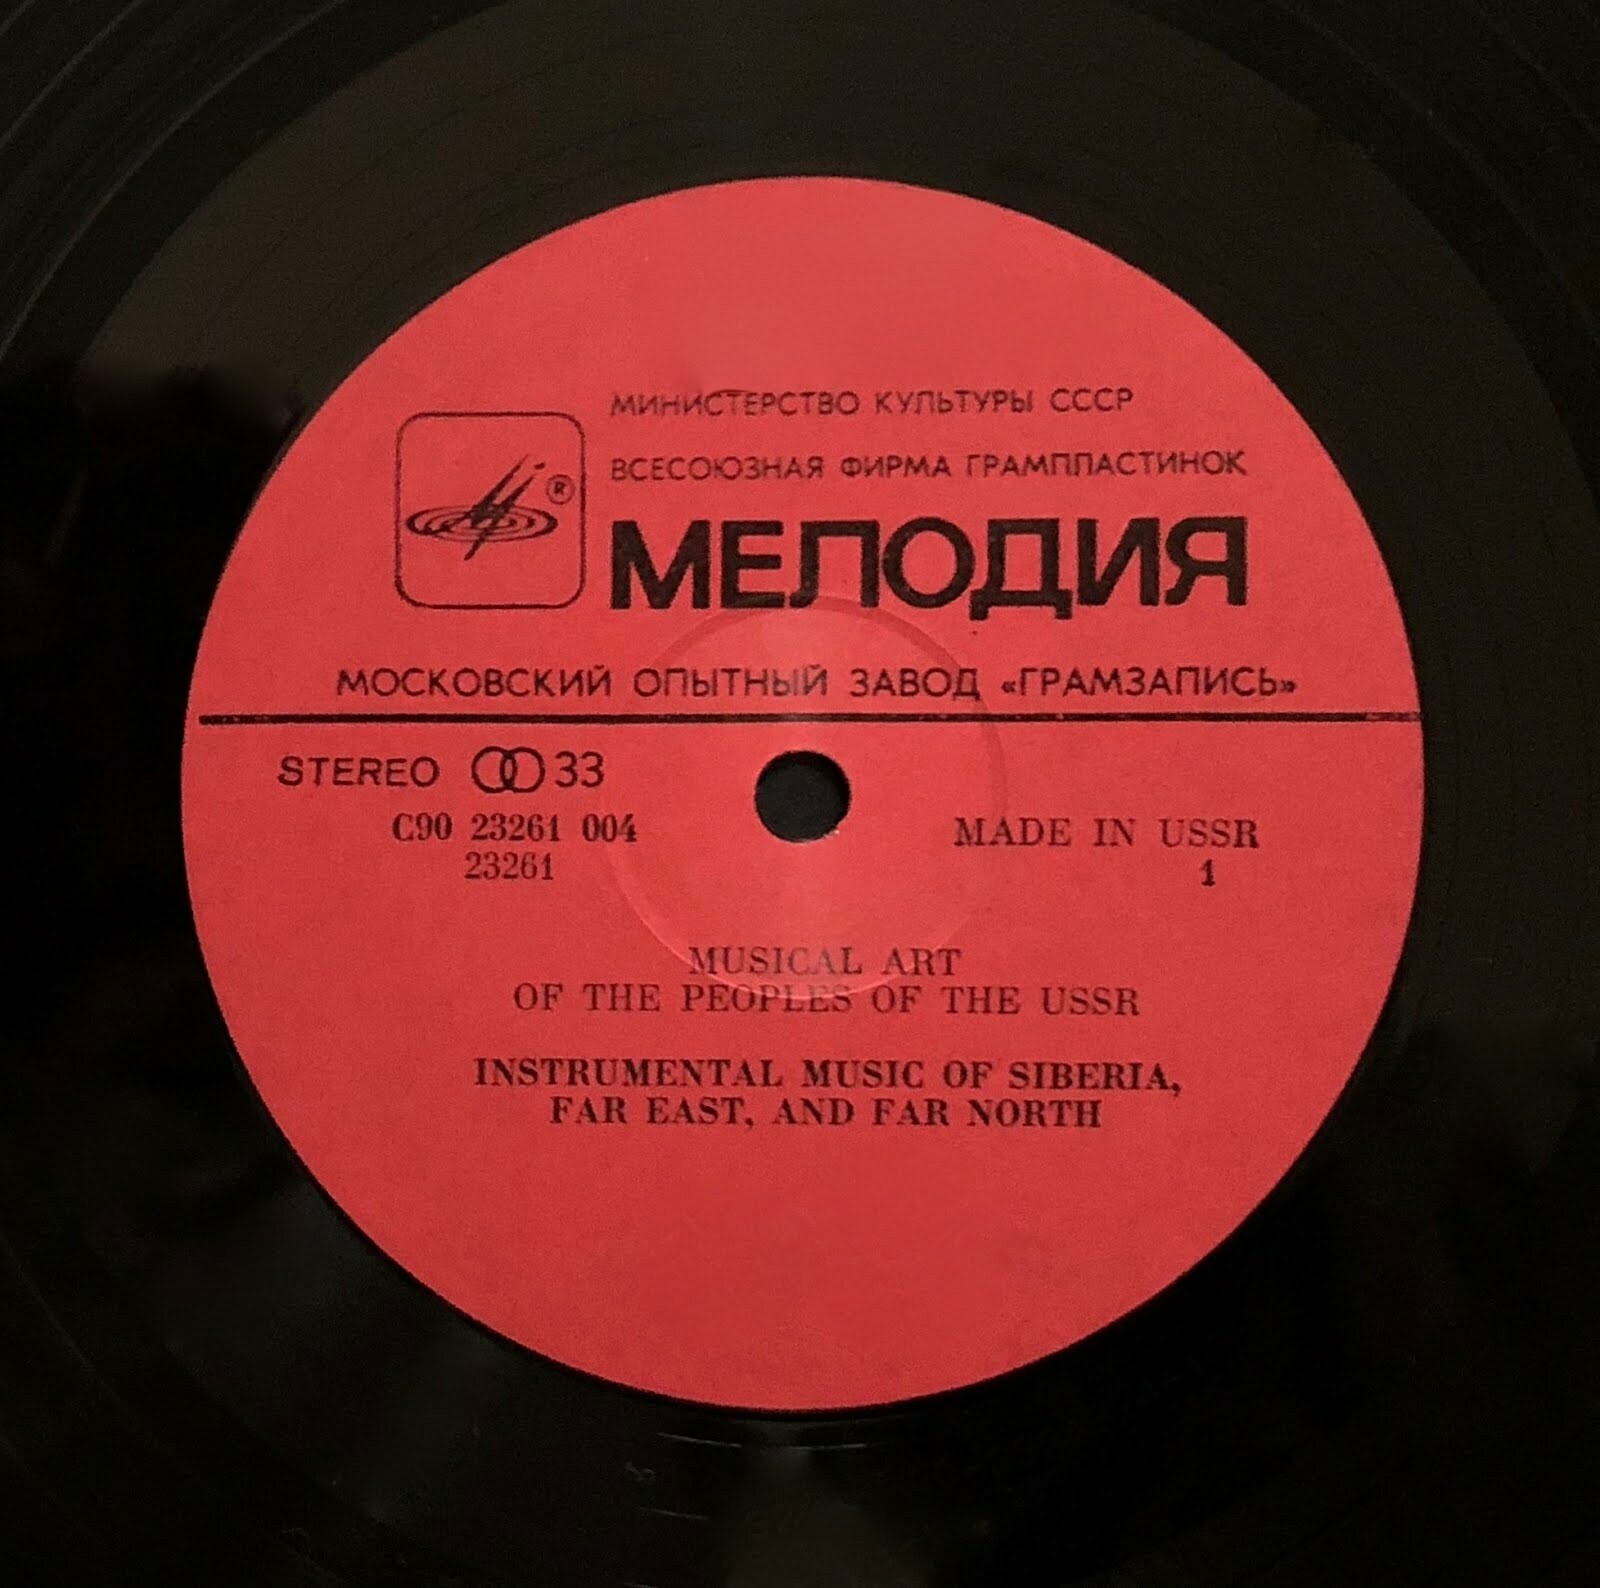 МИНИСТЕРСТВО КУЛЬТУРЫ СССР
ВСЕСОЮЗНАЯ ФИРМА ГРАМПЛАСТИНОК
®
МЕЛОДИЯ
МОСКОВСКИЙ ОПЫТНЫЙ ЗАВОД «ГРАМЗАПИСЬ»
STEREO 33
С90 23261 004
23261
MADE IN USSR
1
MUSICAL ART
OF THE PEOPLES OF THE USSR
INSTRUMENTAL MUSIC OF SIBERIA,
FAR EAST, AND FAR NORTH